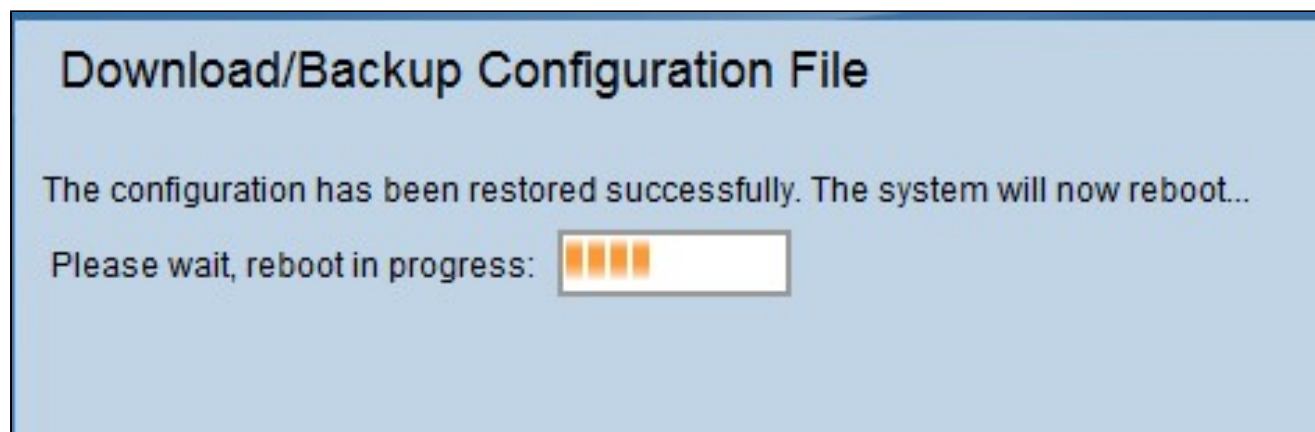 Download/Backup Configuration File
The configuration has been restored successfully. The system will now reboot...
Please wait, reboot in progress: